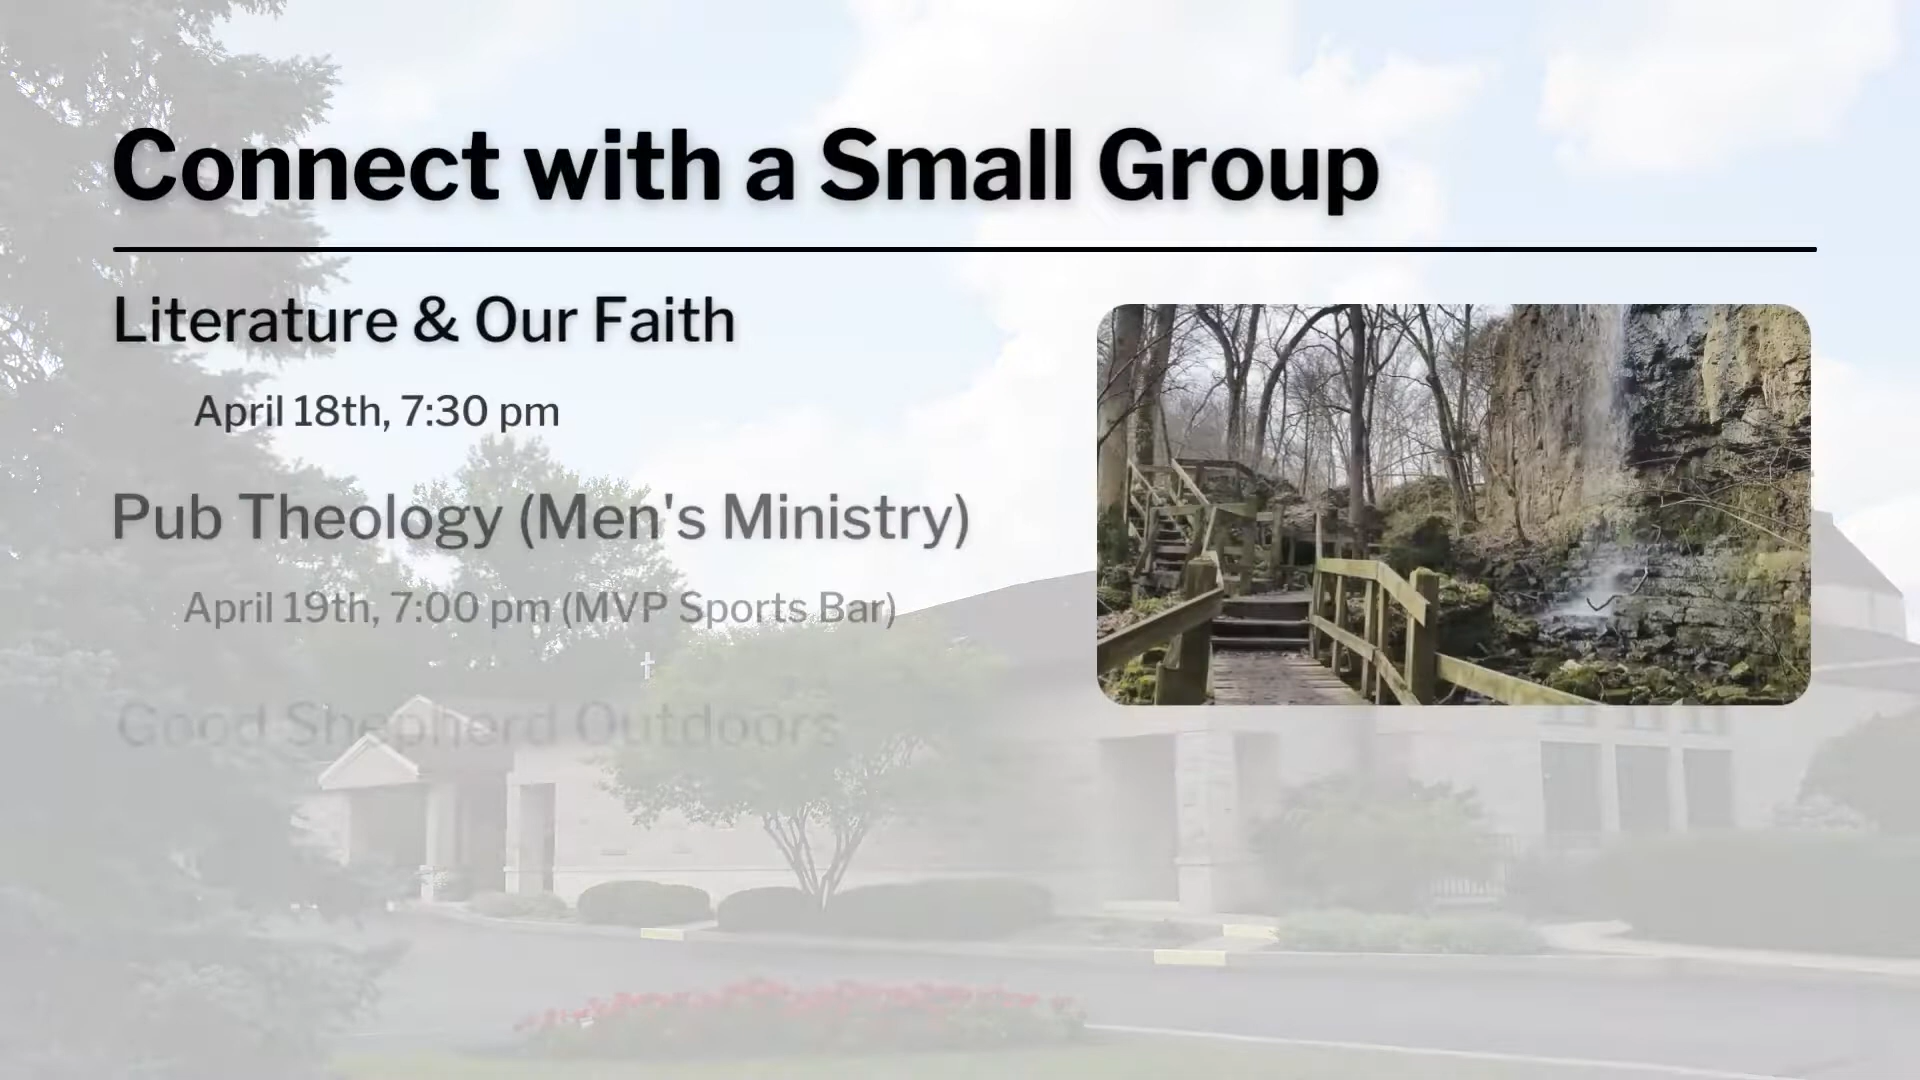 Connect with a Small Group
Literature & Our Faith
April 18th, 7:30 pm
Pub Theology (Men's Ministry)
April 19th, 7:00 pm (MVP Sports Bar)
Good Shepherd Outdoors